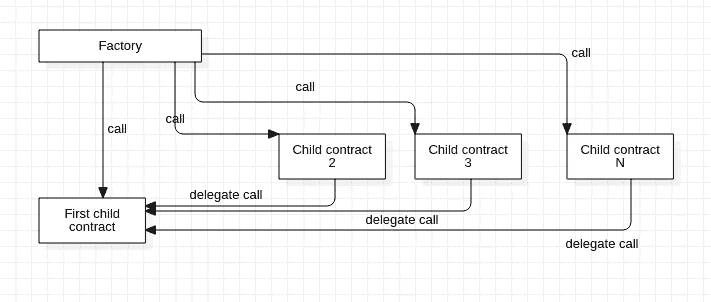 Factory
call
call
call
call
Child contract
2
Child contract
3
Child contract
N
delegate call
First child
contract
delegate call
delegate call